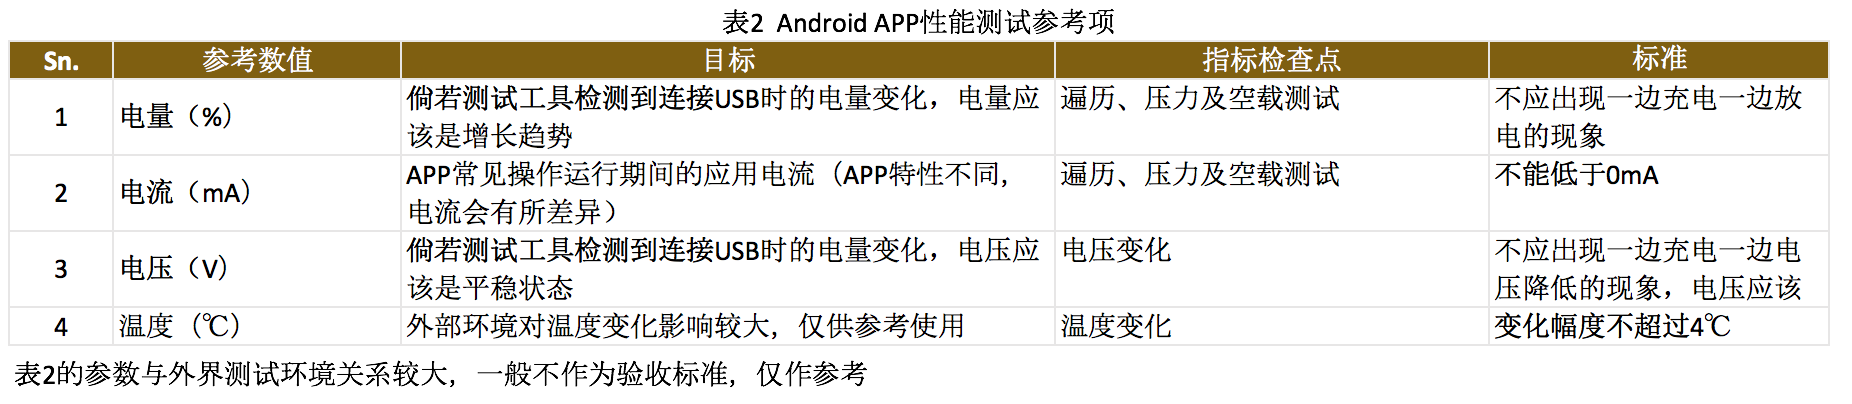 表2 Android APP性能测试参考项
Sn. 参考数值 目标 指标检查点 标准
1 电量（%） 倘若测试工具检测到连接USB时的电量变化，电量应 遍历、压力及空载测试 不应出现一边充电一边放
该是增长趋势 电的现象
2 电流（mA） APP常见操作运行期间的应用电流（APP特性不同， 遍历、压力及空载测试 不能低于0mA
电流会有所差异）
3 电压（V） 倘若测试工具检测到连接USB时的电量变化，电压应 电压变化 不应出现一边充电一边电
该是平稳状态 压降低的现象，电压应该
4 温度（℃） 外部环境对温度变化影响较大，仅供参考使用 温度变化 变化幅度不超过4℃
表2的参数与外界测试环境关系较大，一般不作为验收标准，仅作参考